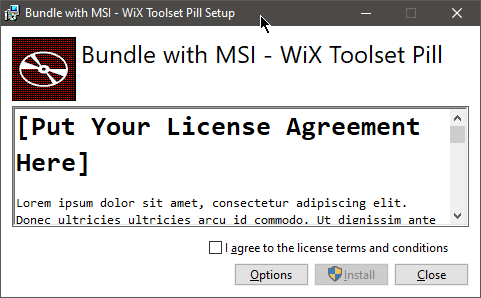 Bundle with MSI - WiX Toolset Pill Setup
Bundle with MSI - WiX Toolset Pill
[Put Your License Agreement
Here]
Lorem ipsum dolor sit amet, consectetur adipiscing elit.
Donec ultricies ultricies arcu id commodo. Ut dignissim ante
I agree to the license terms and conditions
Options
Install
Close